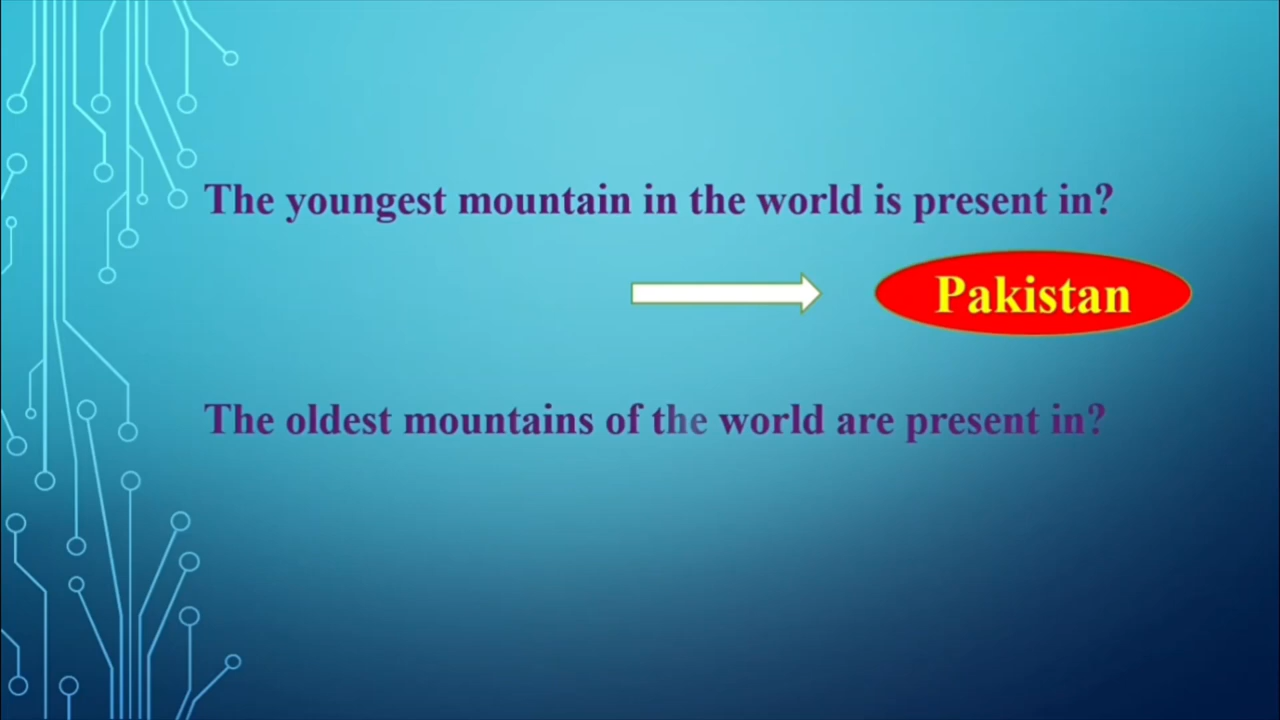 The youngest mountain in the world is present in?
Pakistan
The oldest mountains of the world are present in?